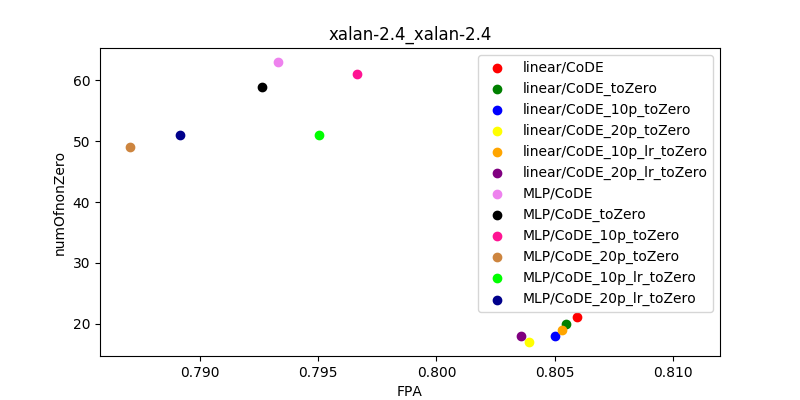 xalan-2.4_xalan-2.4
numOfnonZero
60
50
40
30
20
0.790
0.795
0.800
0.805
0.810
FPA
linear/CoDE
linear/CoDE_toZero
linear/CoDE_10p_toZero
linear/CoDE_20p_toZero
linear/CoDE_10p_lr_toZero
linear/CoDE_20p_lr_toZero
MLP/CoDE
MLP/CoDE_toZero
MLP/CoDE_10p_toZero
MLP/CoDE_20p_toZero
MLP/CoDE_10p_lr_toZero
MLP/CoDE_20p_lr_toZero